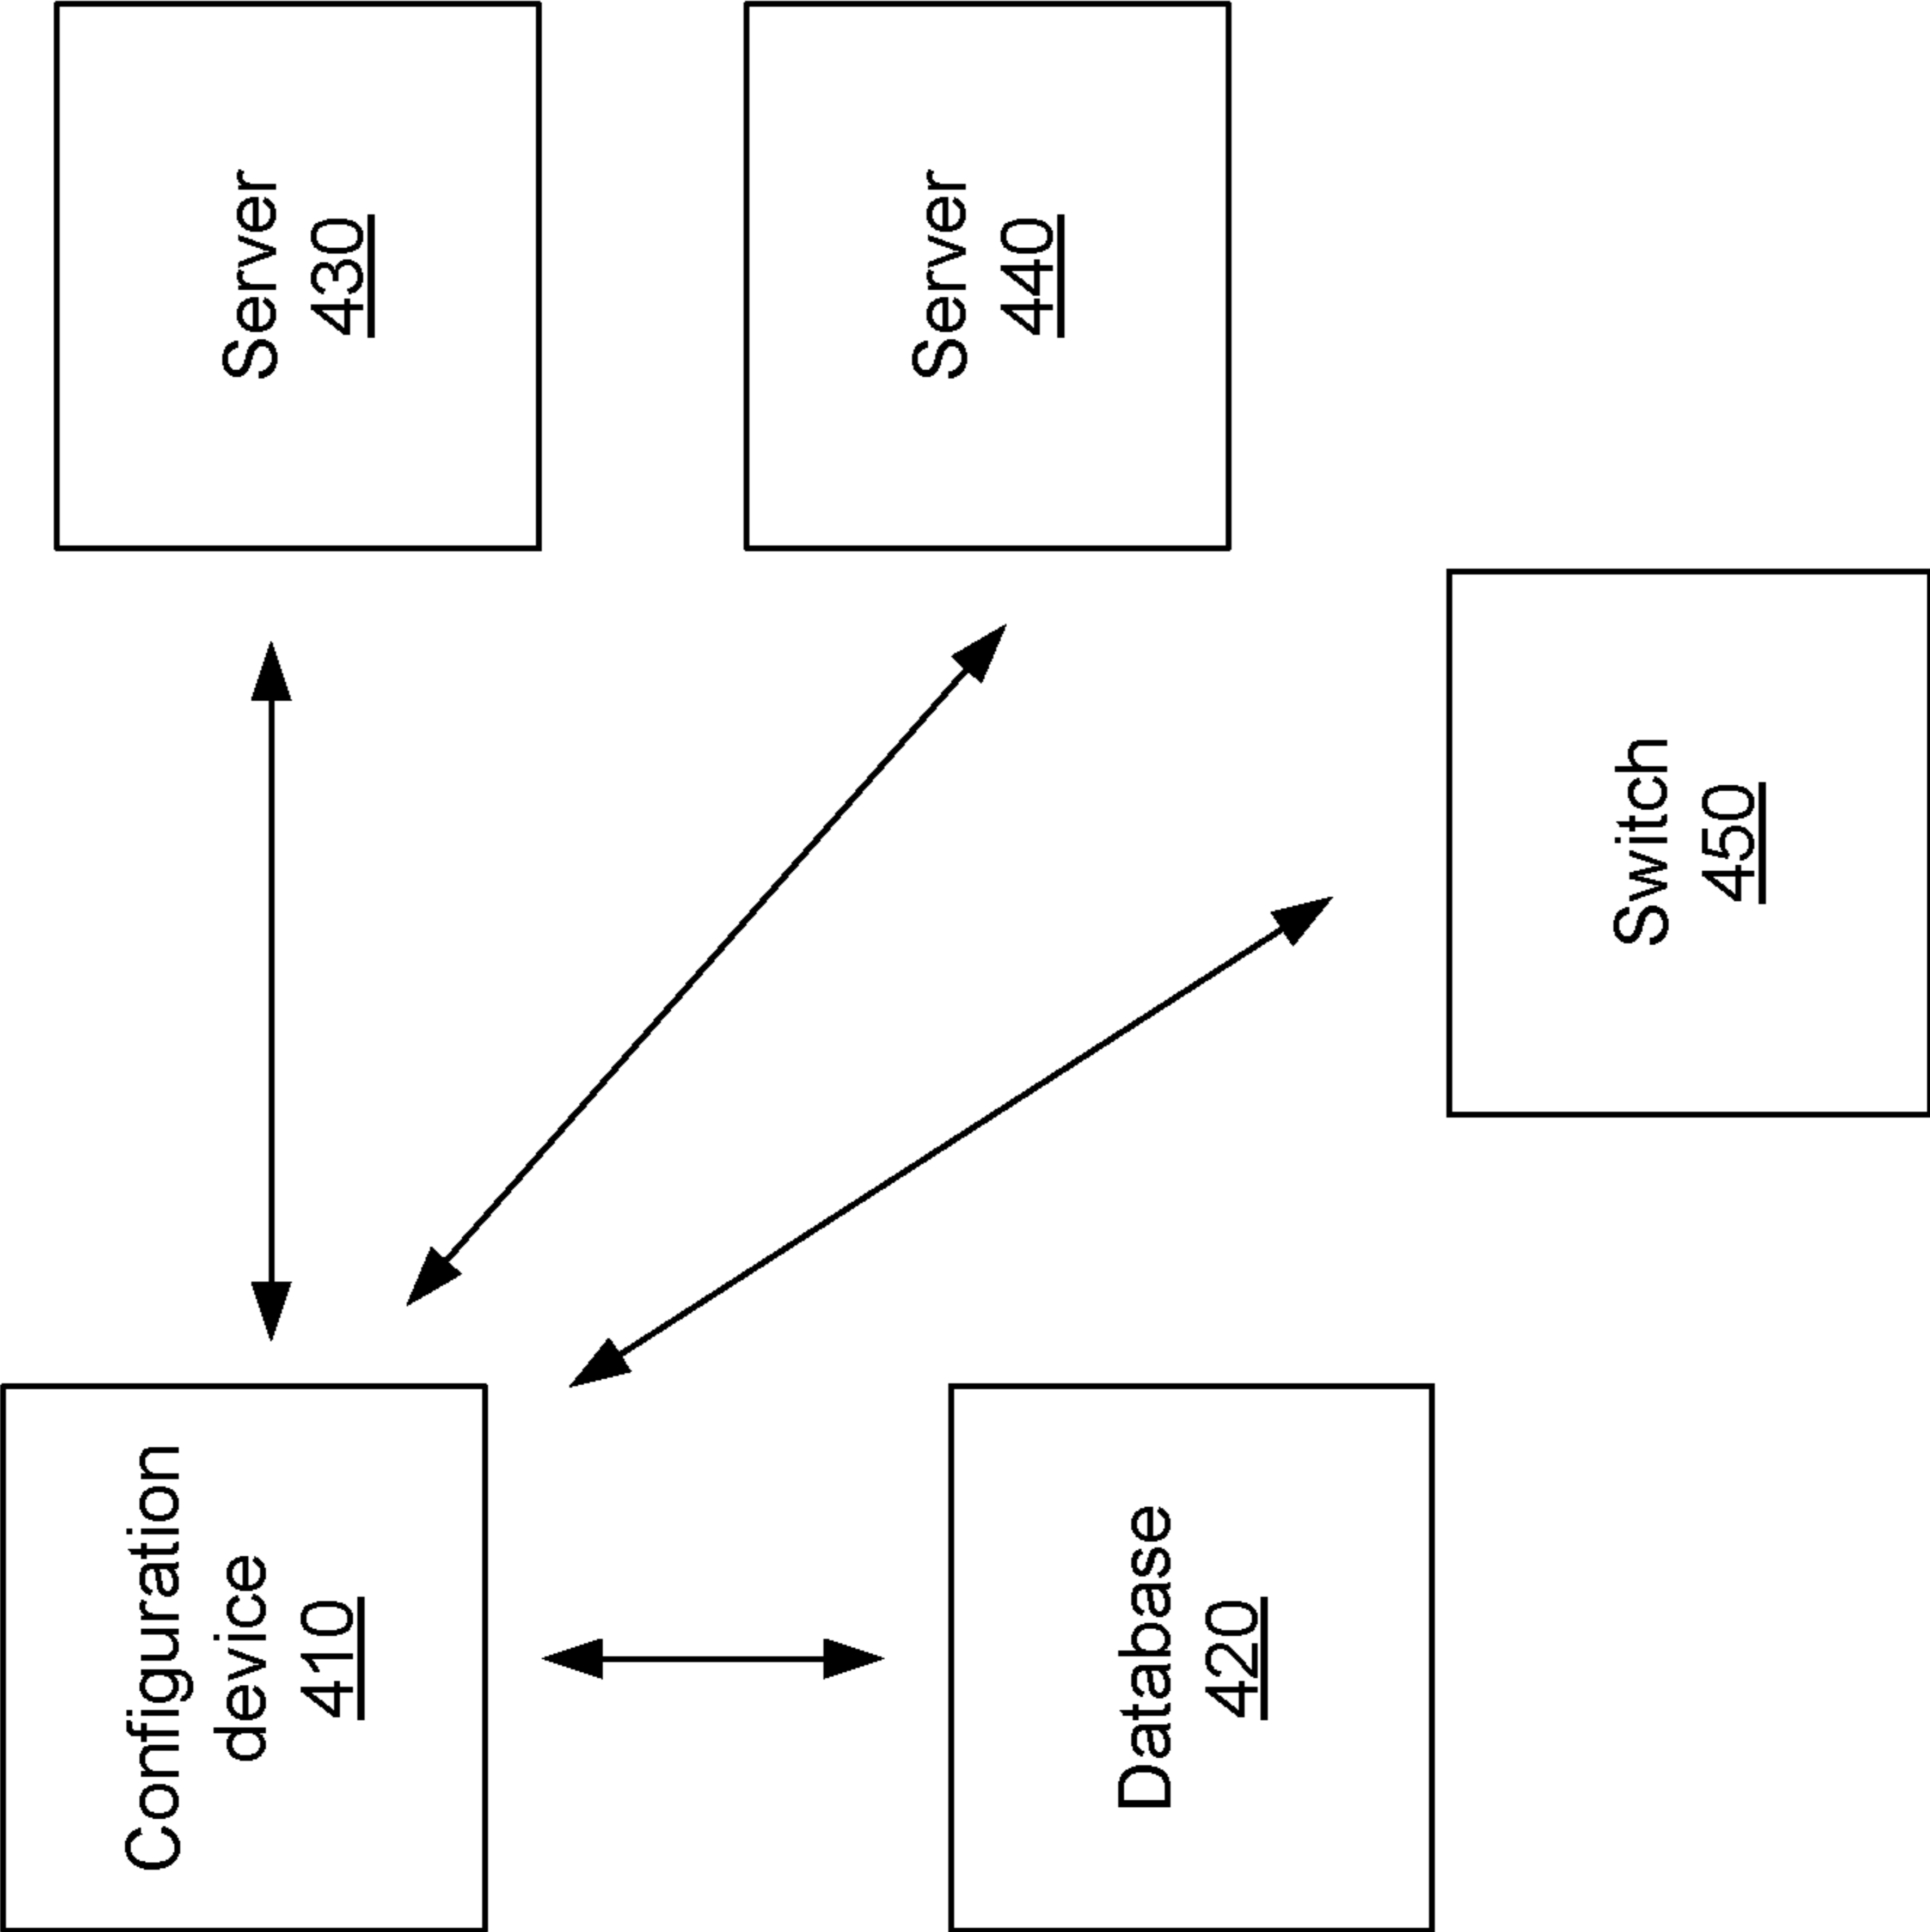 Configuration
device
410
Server
430
Server
440
Database
420
Switch
450